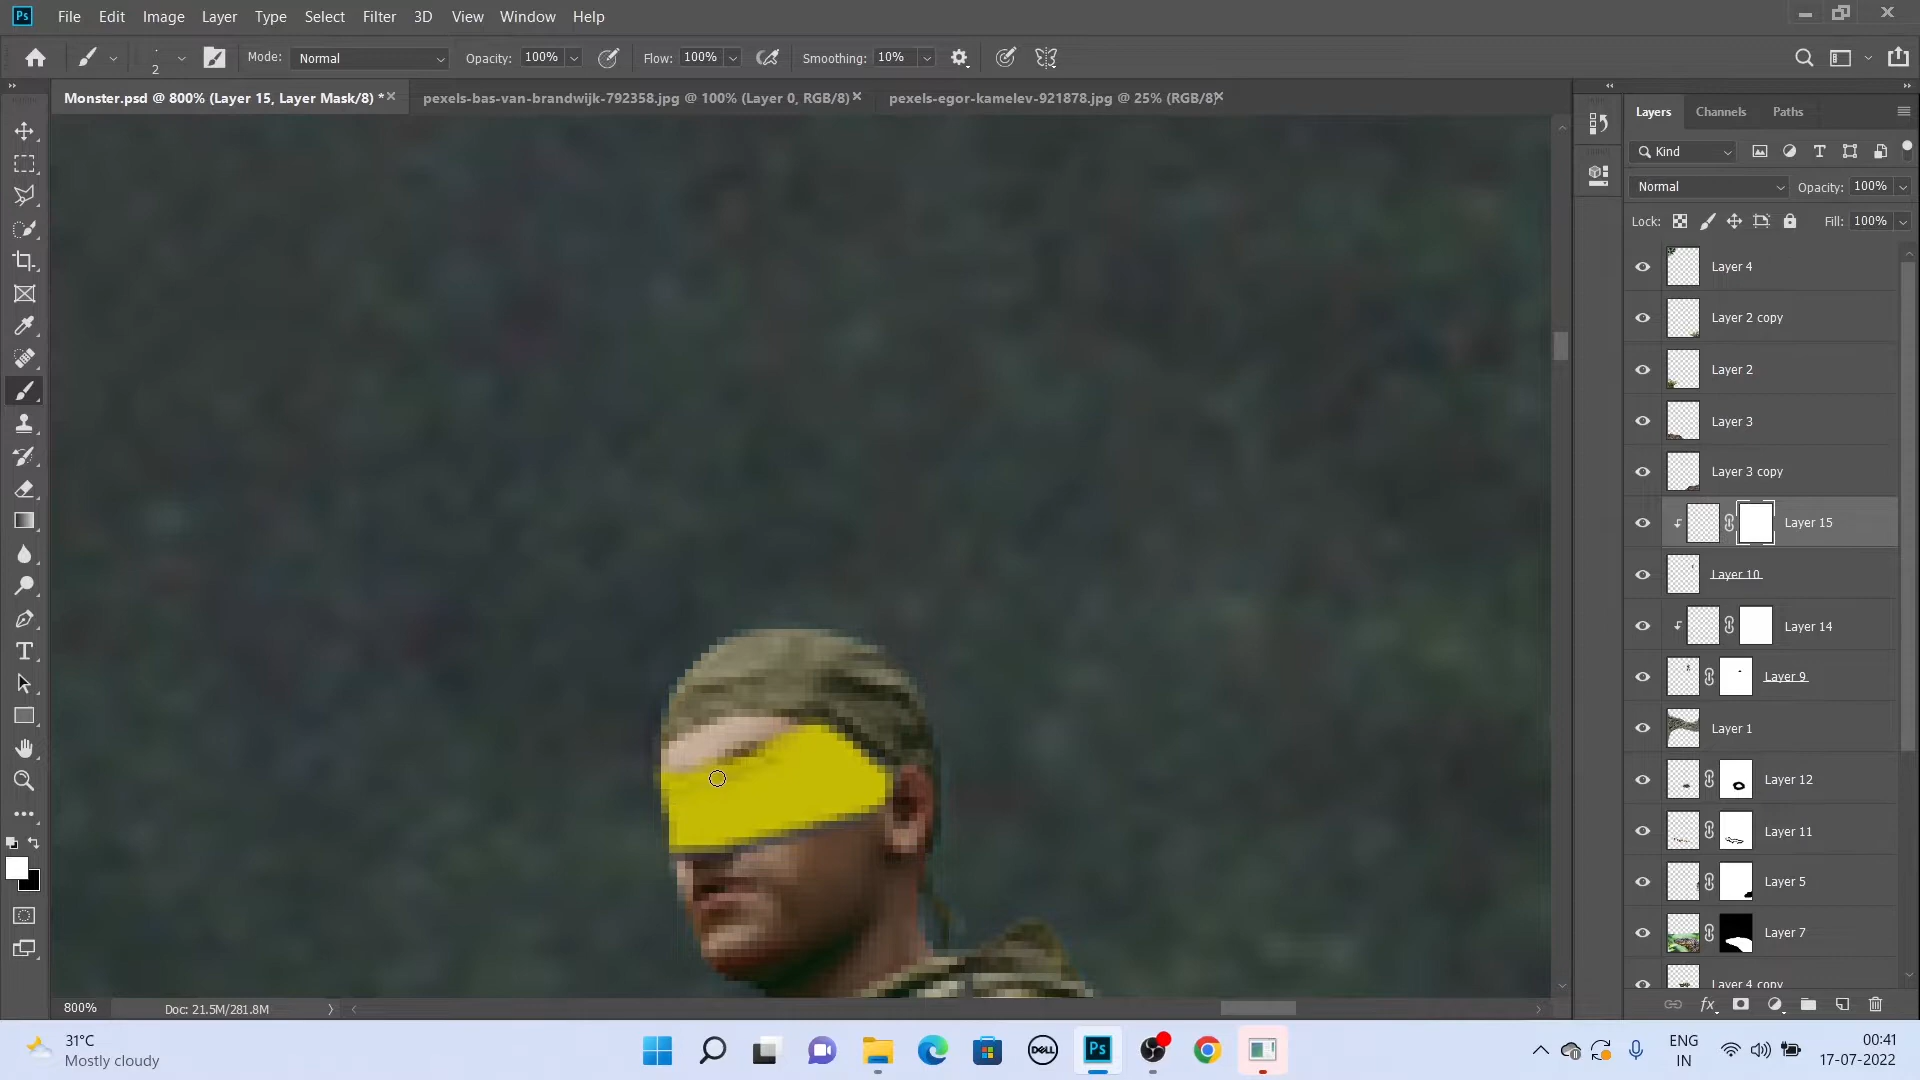 Ps File Edit Image Layer Type Select Filter 3D View Window Help
2 Mode: Normal Opacity: 100% Flow: 100% Smoothing: 10%
Monster.psd @ 800% (Layer 15, Layer Mask/8) * pexels-bas-van-brandwijk-792358.jpg @ 100% (Layer 0, RGB/8) pexels-egor-kamelev-921878.jpg @ 25% (RGB/8)
Layers Channels Paths
Kind
Normal Opacity: 100%
Lock: Fill: 100%
Layer 4
Layer 2 copy
Layer 2
Layer 3
Layer 3 copy
Layer 15
Layer 10
Layer 14
Layer 9
Layer 1
Layer 12
Layer 11
Layer 5
Layer 7
Layer 4 copy
800% Doc: 21.5M/281.8M
31°C
Mostly cloudy
DELL
Ps
ENG
IN
00:41
17-07-2022